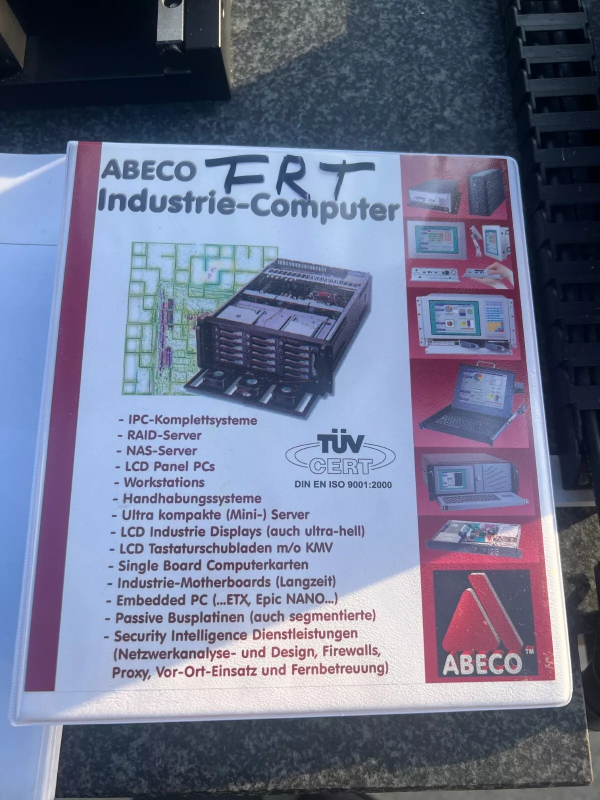 ABECO FRT
Industrie-Computer
- IPC-Komplettsysteme
- RAID-Server
- NAS-Server
- LCD Panel PCs
- Workstations
- Handhabungssysteme
- Ultra kompakte (Mini-) Server
- LCD Industrie Displays (auch ultra-hell)
- LCD Tastaturschubladen m/o KMV
- Single Board Computerkarten
- Industrie-Motherboards (Langzeit)
- Embedded PC (...ETX, Epic NANO...)
- Passive Busplatinen (auch segmentierte)
- Security Intelligence Dienstleistungen
(Netzwerkanalyse- und Design, Firewalls,
Proxy, Vor-Ort-Einsatz und Fernbetreuung)
TÜV
CERT
DIN EN ISO 9001:2000
ABECO™